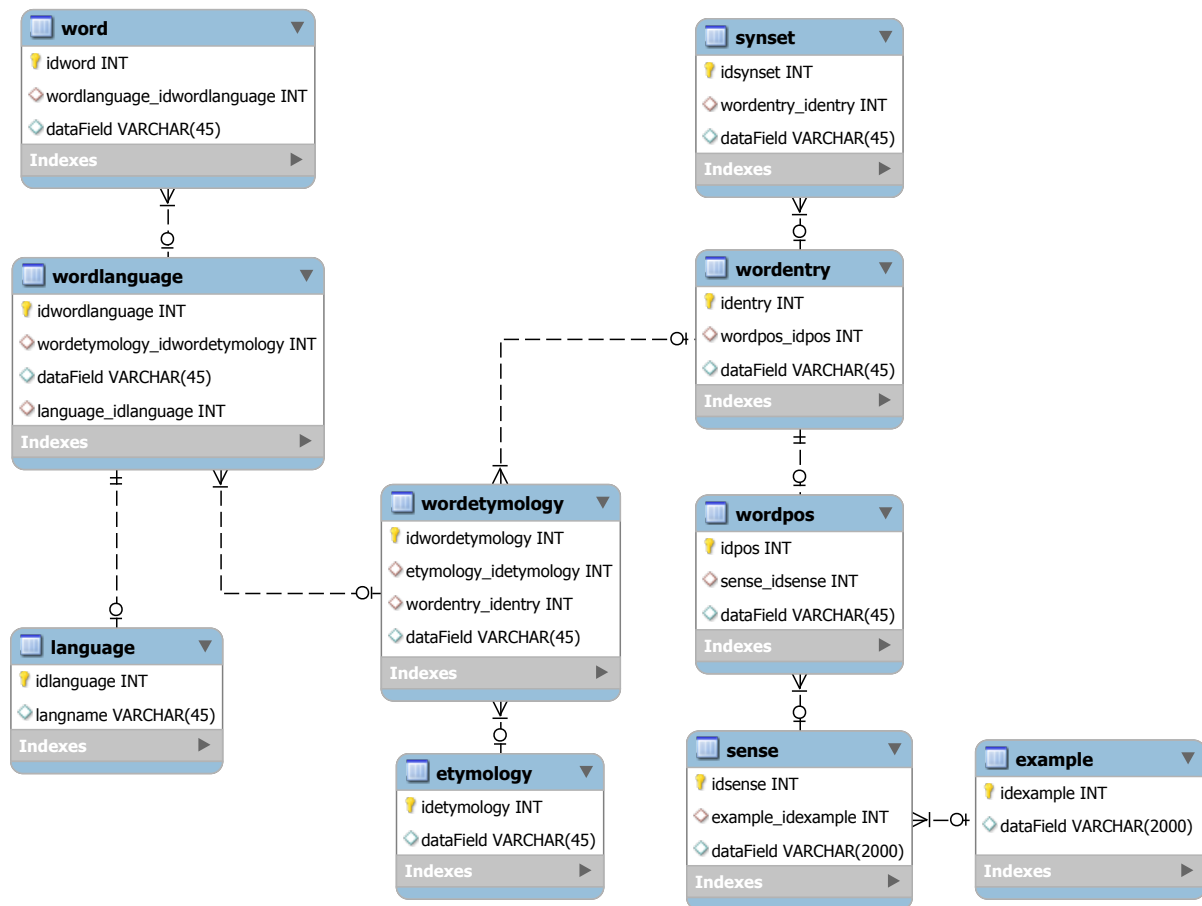 word
idword INT
wordlanguage_idwordlanguage INT
dataField VARCHAR(45)
Indexes
wordlanguage
idwordlanguage INT
wordetymology_idwordetymology INT
dataField VARCHAR(45)
language_idlanguage INT
Indexes
language
idlanguage INT
langname VARCHAR(45)
Indexes
wordetymology
idwordetymology INT
etymology_idetymology INT
wordentry_identry INT
dataField VARCHAR(45)
Indexes
etymology
idetymology INT
dataField VARCHAR(45)
Indexes
synset
idsynset INT
wordentry_identry INT
dataField VARCHAR(45)
Indexes
wordentry
identry INT
wordpos_idpos INT
dataField VARCHAR(45)
Indexes
wordpos
idpos INT
sense_idsense INT
dataField VARCHAR(45)
Indexes
sense
idsense INT
example_idexample INT
dataField VARCHAR(2000)
Indexes
example
idexample INT
dataField VARCHAR(2000)
Indexes